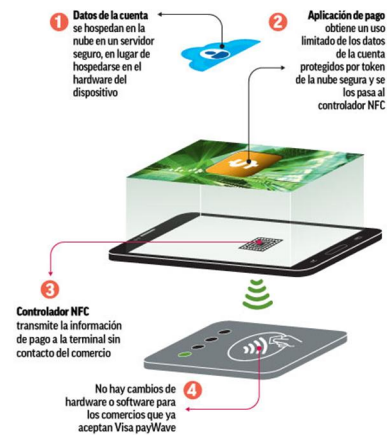 1
Datos de la cuenta
se hospedan en la
nube en un servidor
seguro, en lugar de
hospedarse en el
hardware del
dispositivo
2
Aplicación de pago
obtiene un uso
limitado de los datos
de la cuenta
protegidos por token
de la nube segura y se
los pasa al
controlador NFC
3
Controlador NFC
transmite la información
de pago a la terminal sin
contacto del comercio
4
No hay cambios de
hardware o software para
los comercios que ya
aceptan Visa payWave